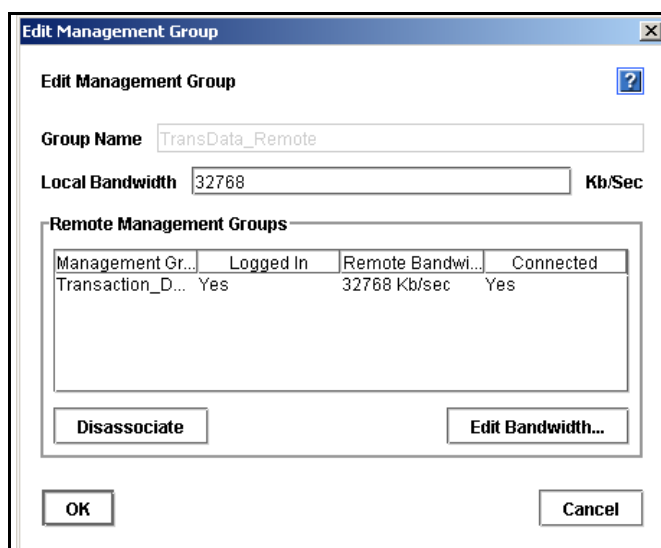 Edit Management Group
Edit Management Group
?
Group Name TransData_Remote
Local Bandwidth 32768 Kb/Sec
Remote Management Groups
Management Gr... Logged In Remote Bandwi... Connected
Transaction_D... Yes 32768 Kb/sec Yes
Disassociate Edit Bandwidth...
OK Cancel